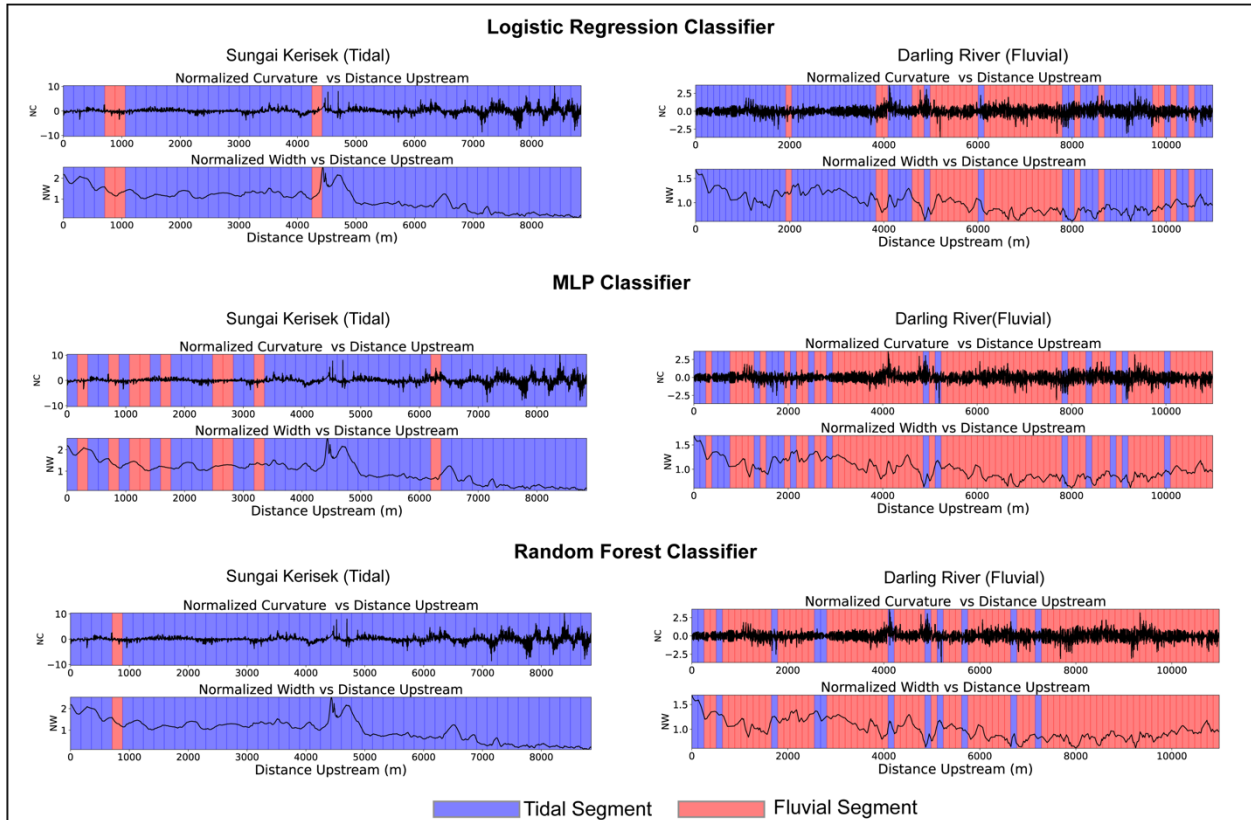 Logistic Regression Classifier
Sungai Kerisek (Tidal)
Normalized Curvature vs Distance Upstream
NC
10
0
−10
0 1000 2000 3000 4000 5000 6000 7000 8000
Normalized Width vs Distance Upstream
NW
2
1
0 1000 2000 3000 4000 5000 6000 7000 8000
Distance Upstream (m)
Darling River (Fluvial)
Normalized Curvature vs Distance Upstream
NC
2.5
0.0
−2.5
0 2000 4000 6000 8000 10000
Normalized Width vs Distance Upstream
NW
1.5
1.0
0 2000 4000 6000 8000 10000
Distance Upstream (m)
MLP Classifier
Sungai Kerisek (Tidal)
Normalized Curvature vs Distance Upstream
NC
10
0
−10
0 1000 2000 3000 4000 5000 6000 7000 8000
Normalized Width vs Distance Upstream
NW
2
1
0 1000 2000 3000 4000 5000 6000 7000 8000
Distance Upstream (m)
Darling River(Fluvial)
Normalized Curvature vs Distance Upstream
NC
2.5
0.0
−2.5
0 2000 4000 6000 8000 10000
Normalized Width vs Distance Upstream
NW
1.5
1.0
0 2000 4000 6000 8000 10000
Distance Upstream (m)
Random Forest Classifier
Sungai Kerisek (Tidal)
Normalized Curvature vs Distance Upstream
NC
10
0
−10
0 1000 2000 3000 4000 5000 6000 7000 8000
Normalized Width vs Distance Upstream
NW
2
1
0 1000 2000 3000 4000 5000 6000 7000 8000
Distance Upstream (m)
Darling River (Fluvial)
Normalized Curvature vs Distance Upstream
NC
2.5
0.0
−2.5
0 2000 4000 6000 8000 10000
Normalized Width vs Distance Upstream
NW
1.5
1.0
0 2000 4000 6000 8000 10000
Distance Upstream (m)
Tidal Segment
Fluvial Segment